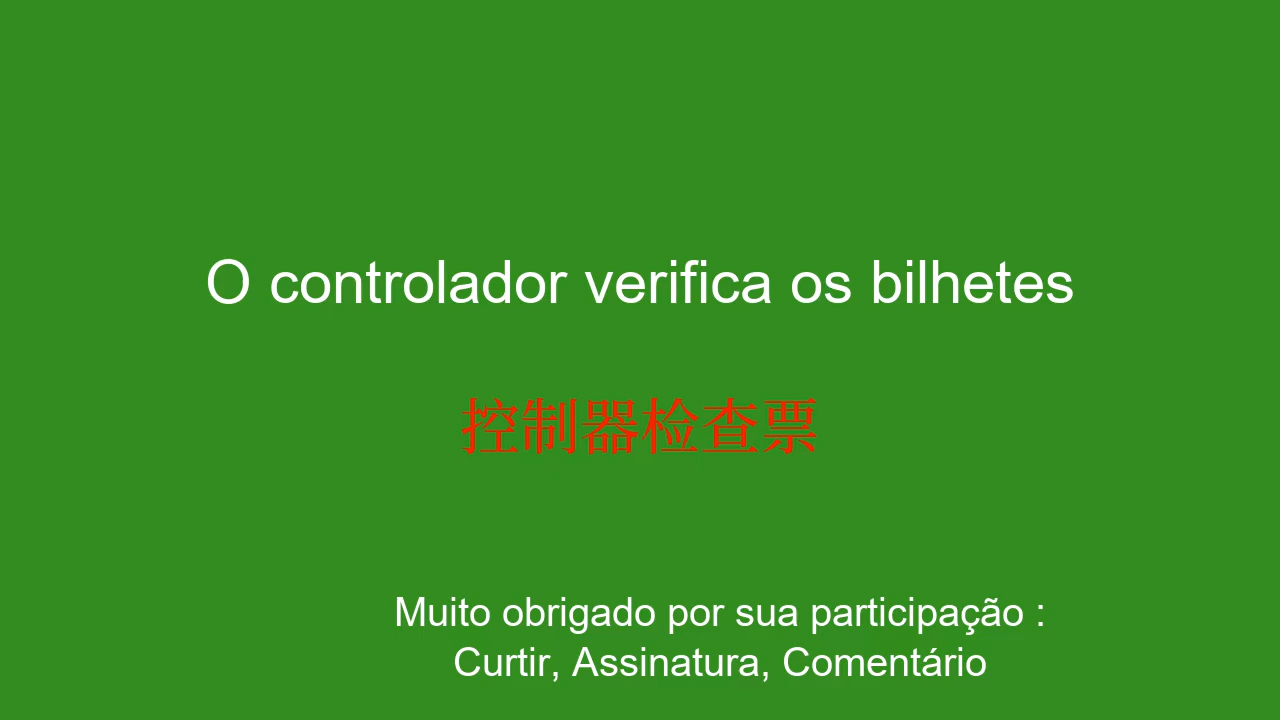 O controlador verifica os bilhetes
控制器检查票
Muito obrigado por sua participação :
Curtir, Assinatura, Comentário